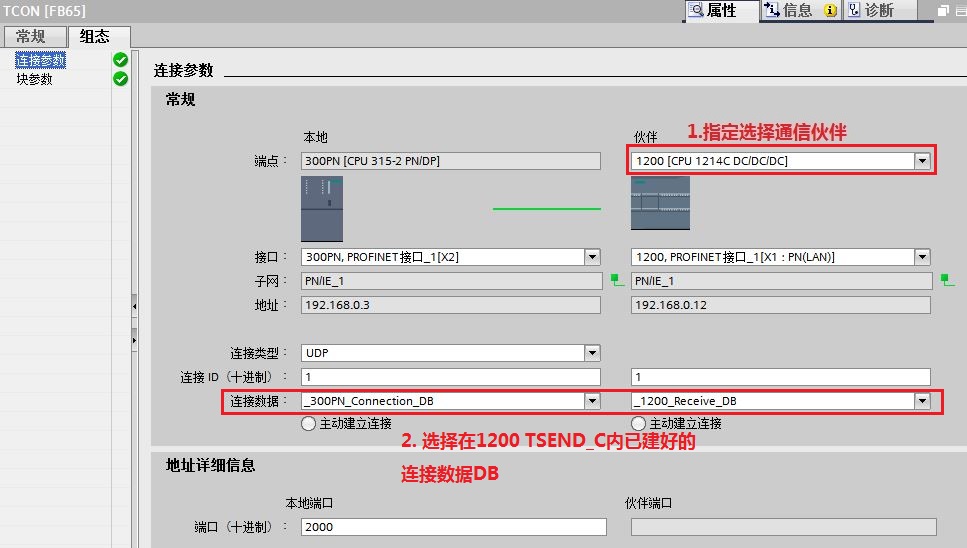 TCON [FB65]
属性
信息
诊断
常规
组态
连接参数
块参数
连接参数
常规
本地
伙伴
1.指定选择通信伙伴
端点：
300PN [CPU 315-2 PN/DP]
1200 [CPU 1214C DC/DC/DC]
接口：
300PN, PROFINET接口_1[X2]
1200, PROFINET接口_1[X1 : PN(LAN)]
子网：
PN/IE_1
PN/IE_1
地址：
192.168.0.3
192.168.0.12
连接类型：
UDP
连接 ID（十进制）：
1
1
连接数据：
_300PN_Connection_DB
_1200_Receive_DB
主动建立连接
主动建立连接
2. 选择在1200 TSEND_C内已建好的
连接数据DB
地址详细信息
本地端口
伙伴端口
端口（十进制）：
2000